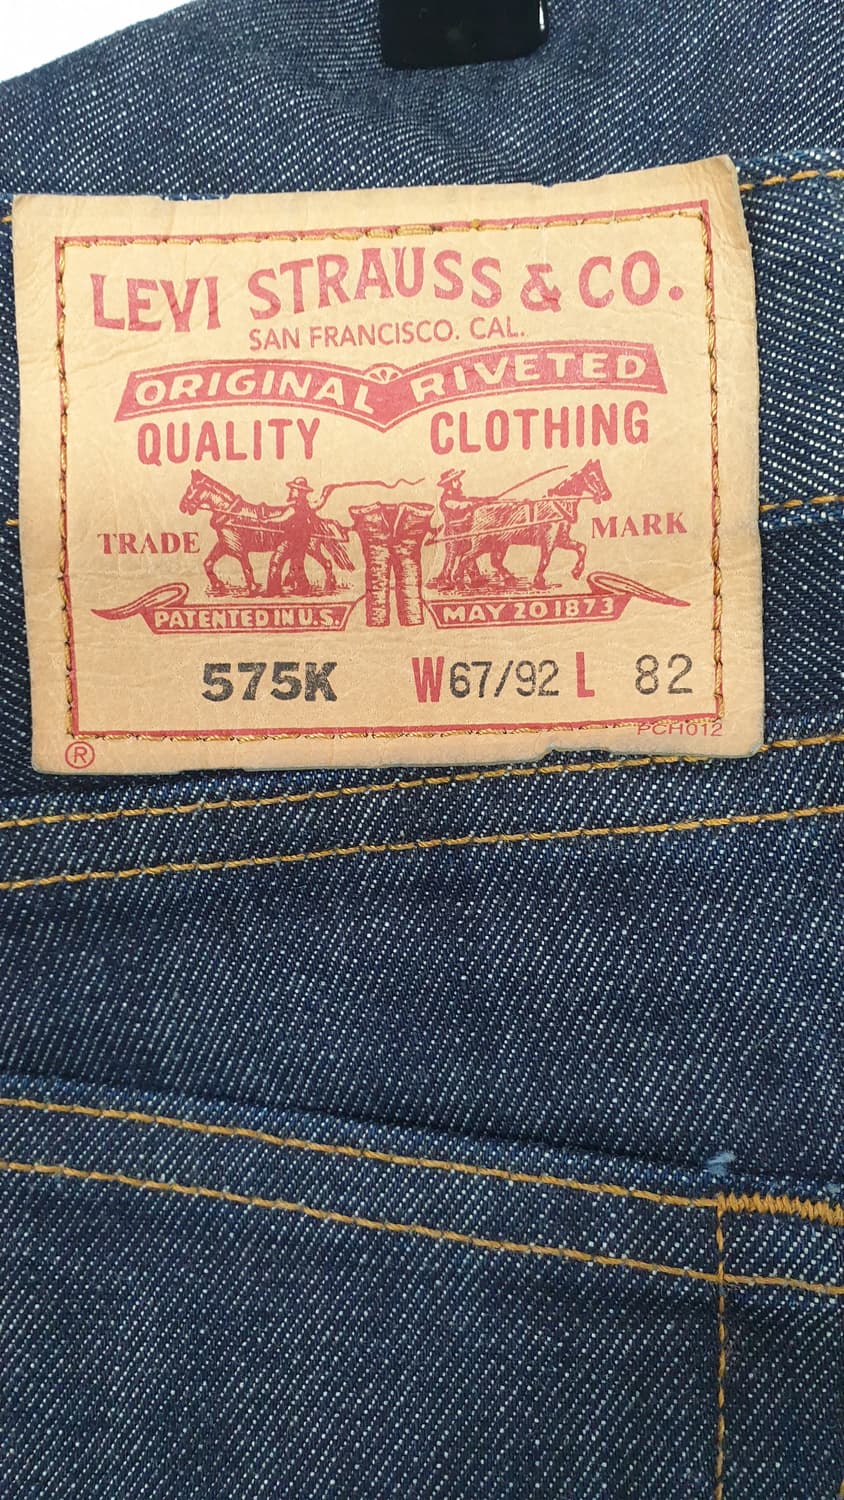 LEVI STRAUSS & CO.
SAN FRANCISCO. CAL.
ORIGINAL RIVETED
QUALITY CLOTHING
TRADE MARK
PATENTED IN U.S. MAY 20 1873
575K W67/92 L 82
PCH012
®